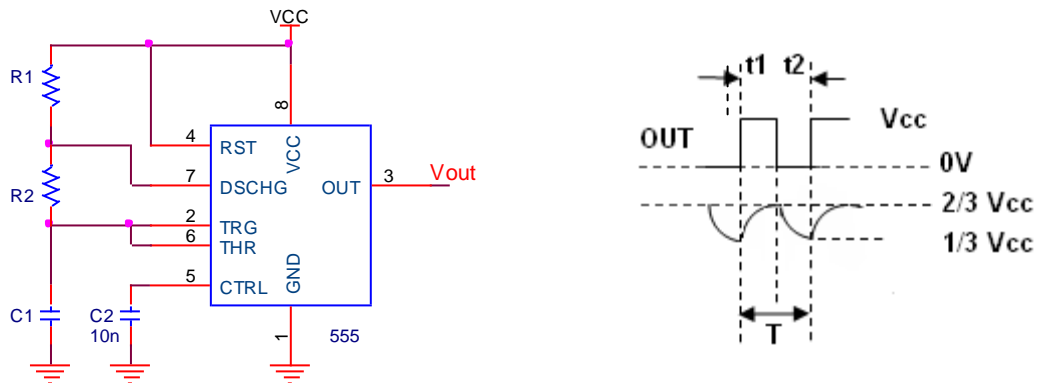 VCC
R1
R2
C1
C2
10n
4
7
2
6
5
8
1
3
RST
DSCHG
TRG
THR
CTRL
VCC
GND
OUT
555
Vout
t1 t2
OUT
Vcc
0V
2/3 Vcc
1/3 Vcc
T